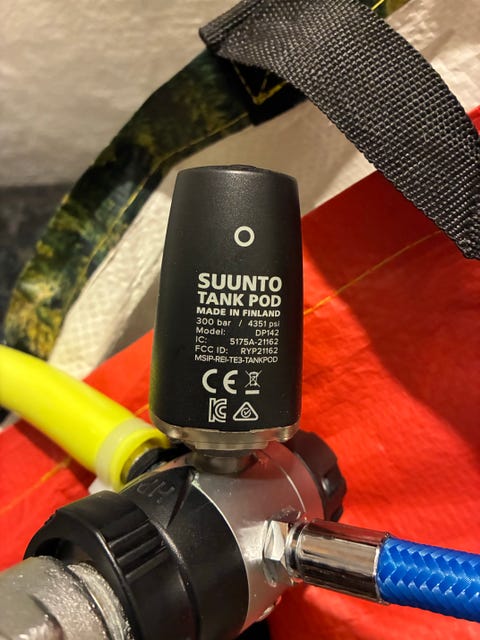 SUUNTO
TANK POD
MADE IN FINLAND
300 bar / 4351 psi
Model: DP142
IC: 5175A-21162
FCC ID: RYP21162
MSIP-REI-TE3-TANKPOD
CE